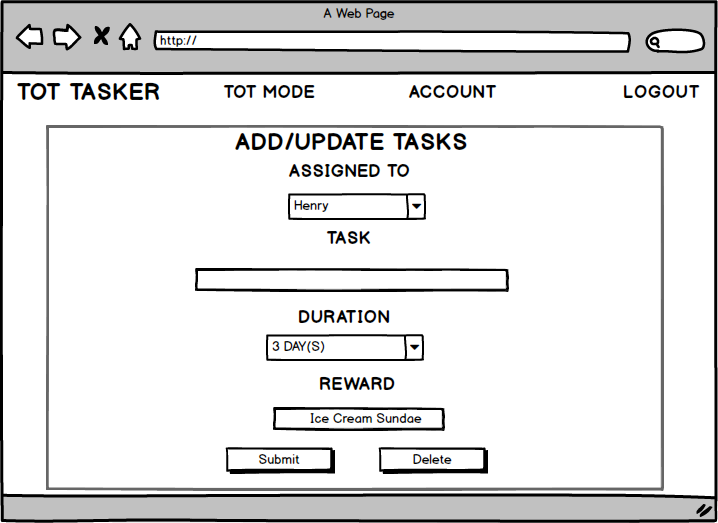 A Web Page
http://
TOT TASKER TOT MODE ACCOUNT LOGOUT
ADD/UPDATE TASKS
ASSIGNED TO
Henry
TASK
DURATION
3 DAY(S)
REWARD
Ice Cream Sundae
Submit Delete